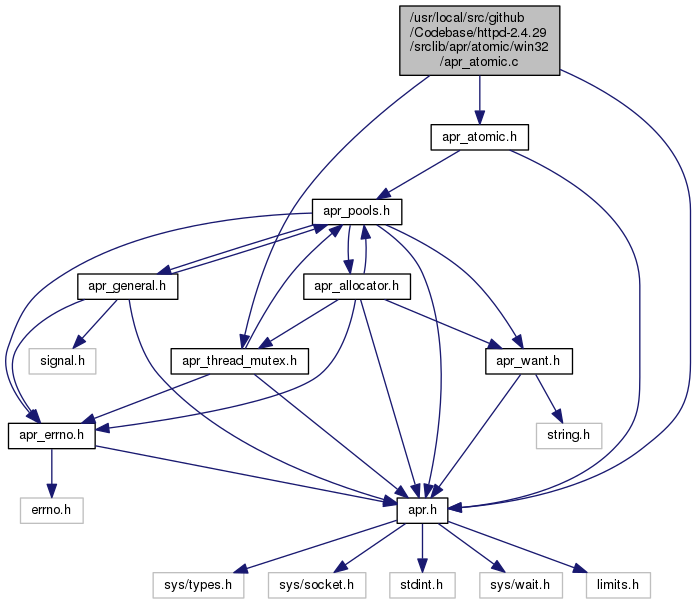 /usr/local/src/github
/Codebase/httpd-2.4.29
/srclib/apr/atomic/win32
/apr_atomic.c
apr_atomic.h
apr_pools.h
apr_general.h
apr_allocator.h
signal.h
apr_thread_mutex.h
apr_want.h
apr_errno.h
string.h
errno.h
apr.h
sys/types.h
sys/socket.h
stdint.h
sys/wait.h
limits.h